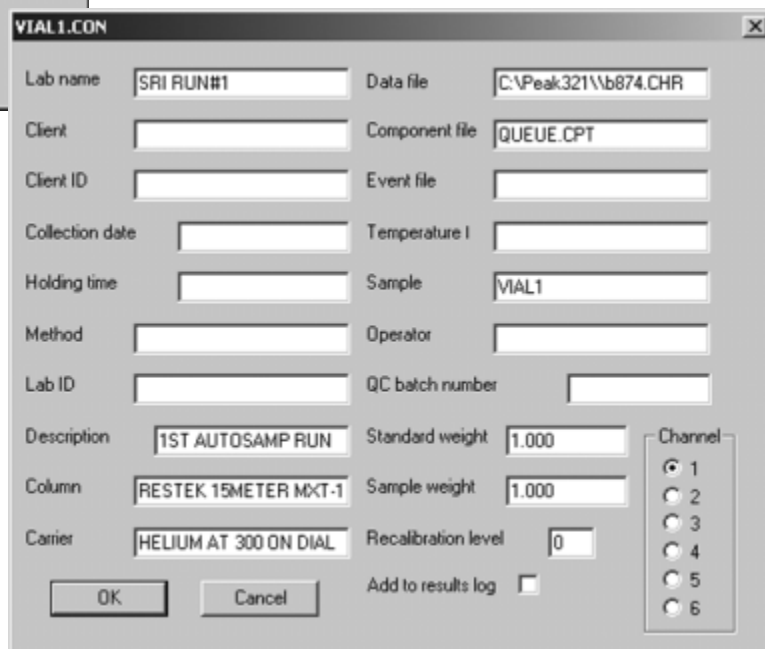 VIAL1.CON
Lab name SRI RUN#1 Data file C:\Peak321\\b874.CHR
Client Component file QUEUE.CPT
Client ID Event file
Collection date Temperature I
Holding time Sample VIAL1
Method Operator
Lab ID QC batch number
Description 1ST AUTOSAMP RUN Standard weight 1.000 Channel
1
Column RESTEK 15METER MXT-1 Sample weight 1.000
2
3
Carrier HELIUM AT 300 ON DIAL Recalibration level 0
4
OK Cancel Add to results log
5
6